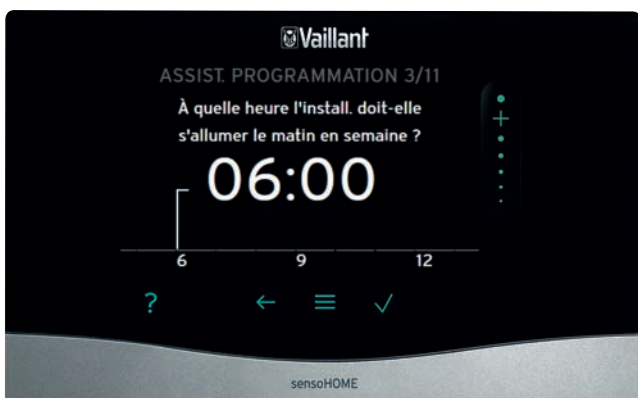 Vaillant
ASSIST. PROGRAMMATION 3/11
À quelle heure l'install. doit-elle
s'allumer le matin en semaine ?
06:00
6 9 12
?
sensoHOME